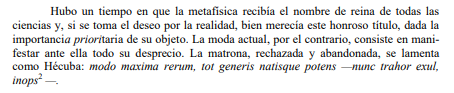 Hubo un tiempo en que la metafísica recibía el nombre de reina de todas las
ciencias y, si se toma el deseo por la realidad, bien merecía este honroso título, dada la
importancia prioritaria de su objeto. La moda actual, por el contrario, consiste en mani-
festar ante ella todo su desprecio. La matrona, rechazada y abandonada, se lamenta
como Hécuba: modo maxima rerum, tot generis natisque potens —nunc trahor exul,
inops² —.